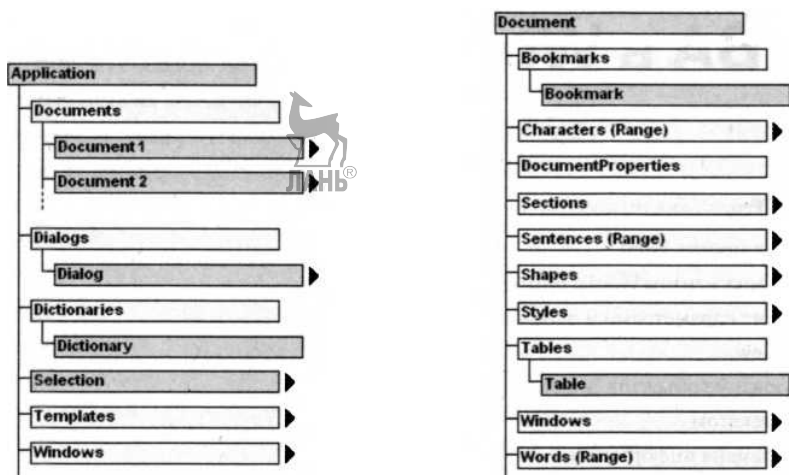 Application
Documents
Document 1
Document 2
Dialogs
Dialog
Dictionaries
Dictionary
Selection
Templates
Windows
ЛАНЬ®
Document
Bookmarks
Bookmark
Characters (Range)
DocumentProperties
Sections
Sentences (Range)
Shapes
Styles
Tables
Table
Windows
Words (Range)